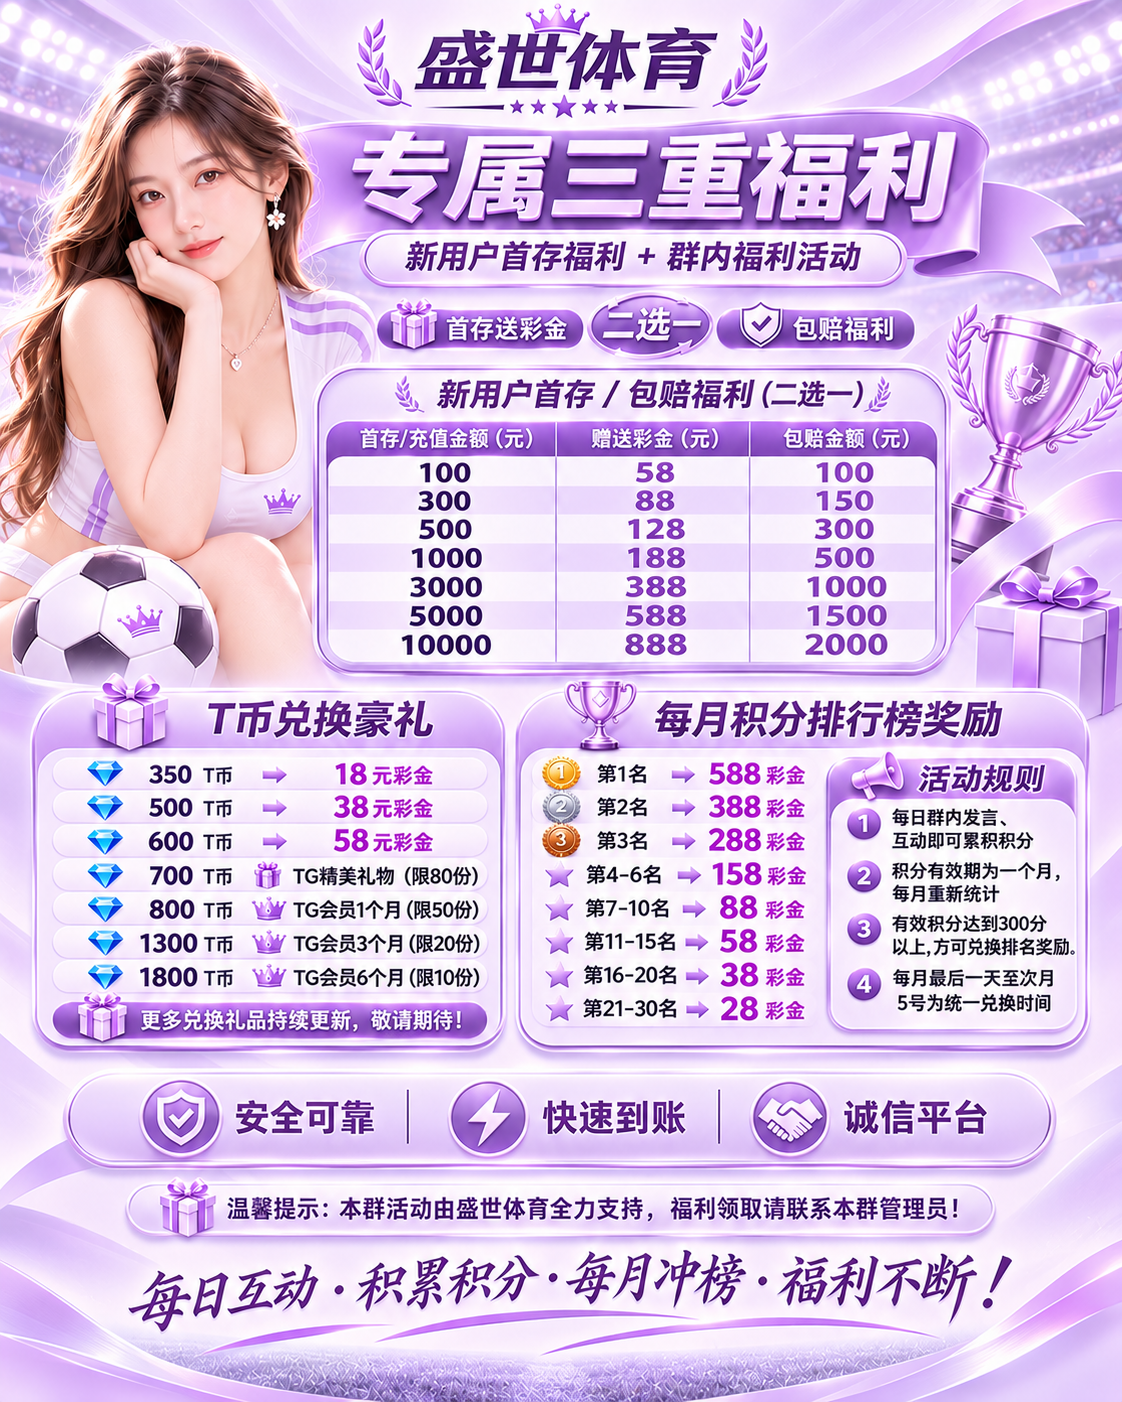 盛世体育
专属三重福利
新用户首存福利 + 群内福利活动
首存送彩金 二选一 包赔福利
新用户首存 / 包赔福利 (二选一)
首存/充值金额 (元) 赠送彩金 (元) 包赔金额 (元)
100 58 100
300 88 150
500 128 300
1000 188 500
3000 388 1000
5000 588 1500
10000 888 2000
T币兑换豪礼
350 T币 18元彩金
500 T币 38元彩金
600 T币 58元彩金
700 T币 TG精美礼物 (限80份)
800 T币 TG会员1个月 (限50份)
1300 T币 TG会员3个月 (限20份)
1800 T币 TG会员6个月 (限10份)
更多兑换礼品持续更新，敬请期待！
每月积分排行榜奖励
1 第1名 588 彩金
2 第2名 388 彩金
3 第3名 288 彩金
第4-6名 158 彩金
第7-10名 88 彩金
第11-15名 58 彩金
第16-20名 38 彩金
第21-30名 28 彩金
活动规则
1 每日群内发言、
互动即可累积积分
2 积分有效期为一个月，
每月重新统计
3 有效积分达到300分
以上，方可兑换排名奖励。
4 每月最后一天至次月
5号为统一兑换时间
安全可靠 快速到账 诚信平台
温馨提示：本群活动由盛世体育全力支持，福利领取请联系本群管理员！
每日互动·积累积分·每月冲榜·福利不断！